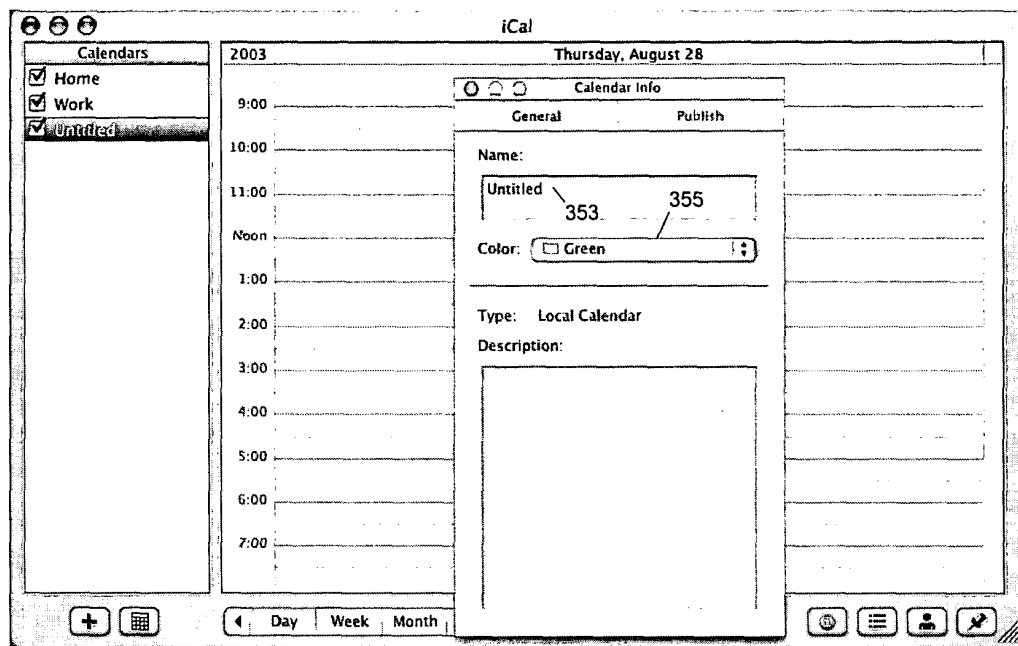 iCal
Calendars
Home
Work
Untitled
2003
Thursday, August 28
9:00
10:00
11:00
Noon
1:00
2:00
3:00
4:00
5:00
6:00
7:00
Calendar Info
General
Publish
Name:
Untitled
353
355
Color:
Green
Type: Local Calendar
Description:
Day
Week
Month